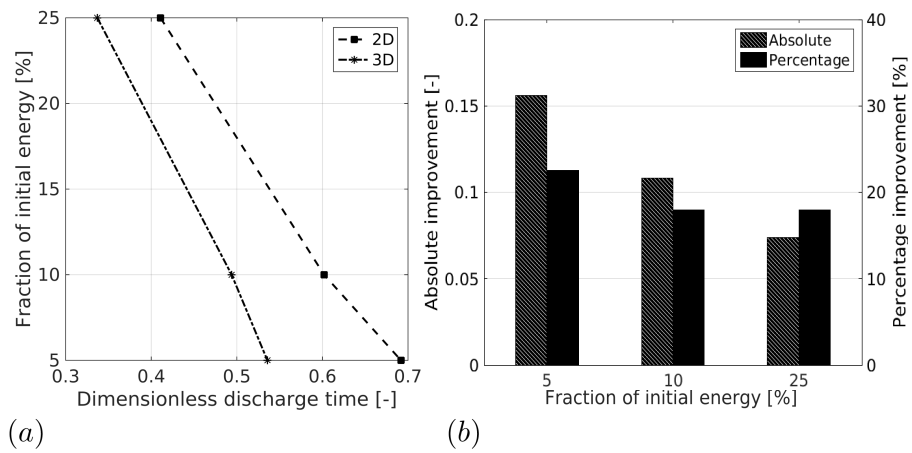 Fraction of initial energy [%]
25
20
15
10
5
0.3 0.4 0.5 0.6 0.7
Dimensionless discharge time [-]
2D
3D
(a)
Absolute improvement [-]
0.2
0.15
0.1
0.05
0
Absolute
Percentage
40
30
20
10
0
Percentage improvement [%]
5 10 25
Fraction of initial energy [%]
(b)